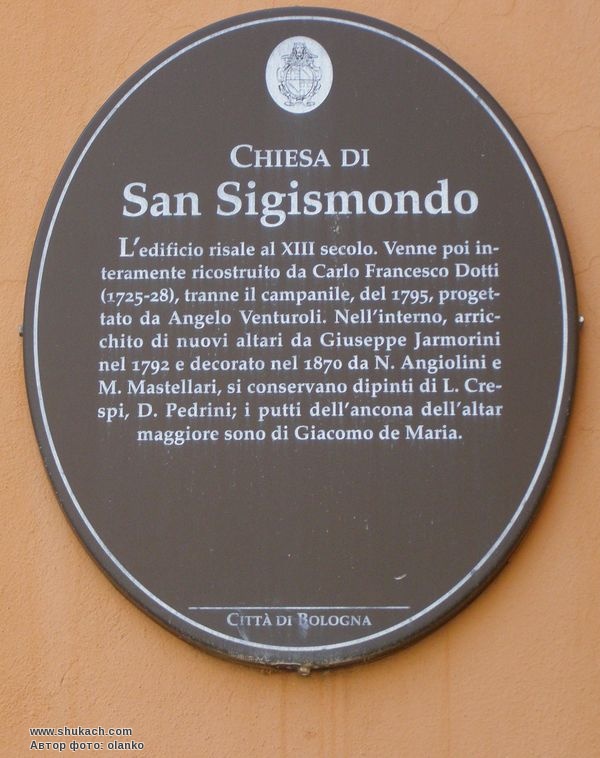 CHIESA DI
San Sigismondo
L'edificio risale al XIII secolo. Venne poi in-
teramente ricostruito da Carlo Francesco Dotti
(1725-28), tranne il campanile, del 1795, proget-
tato da Angelo Venturoli. Nell'interno, arric-
chito di nuovi altari da Giuseppe Jarmorini
nel 1792 e decorato nel 1870 da N. Angiolini e
M. Mastellari, si conservano dipinti di L. Cre-
spi, D. Pedrini; i putti dell'ancona dell'altar
maggiore sono di Giacomo de Maria.
CITTÀ DI BOLOGNA
www.shukach.com
Автор фото: olanko